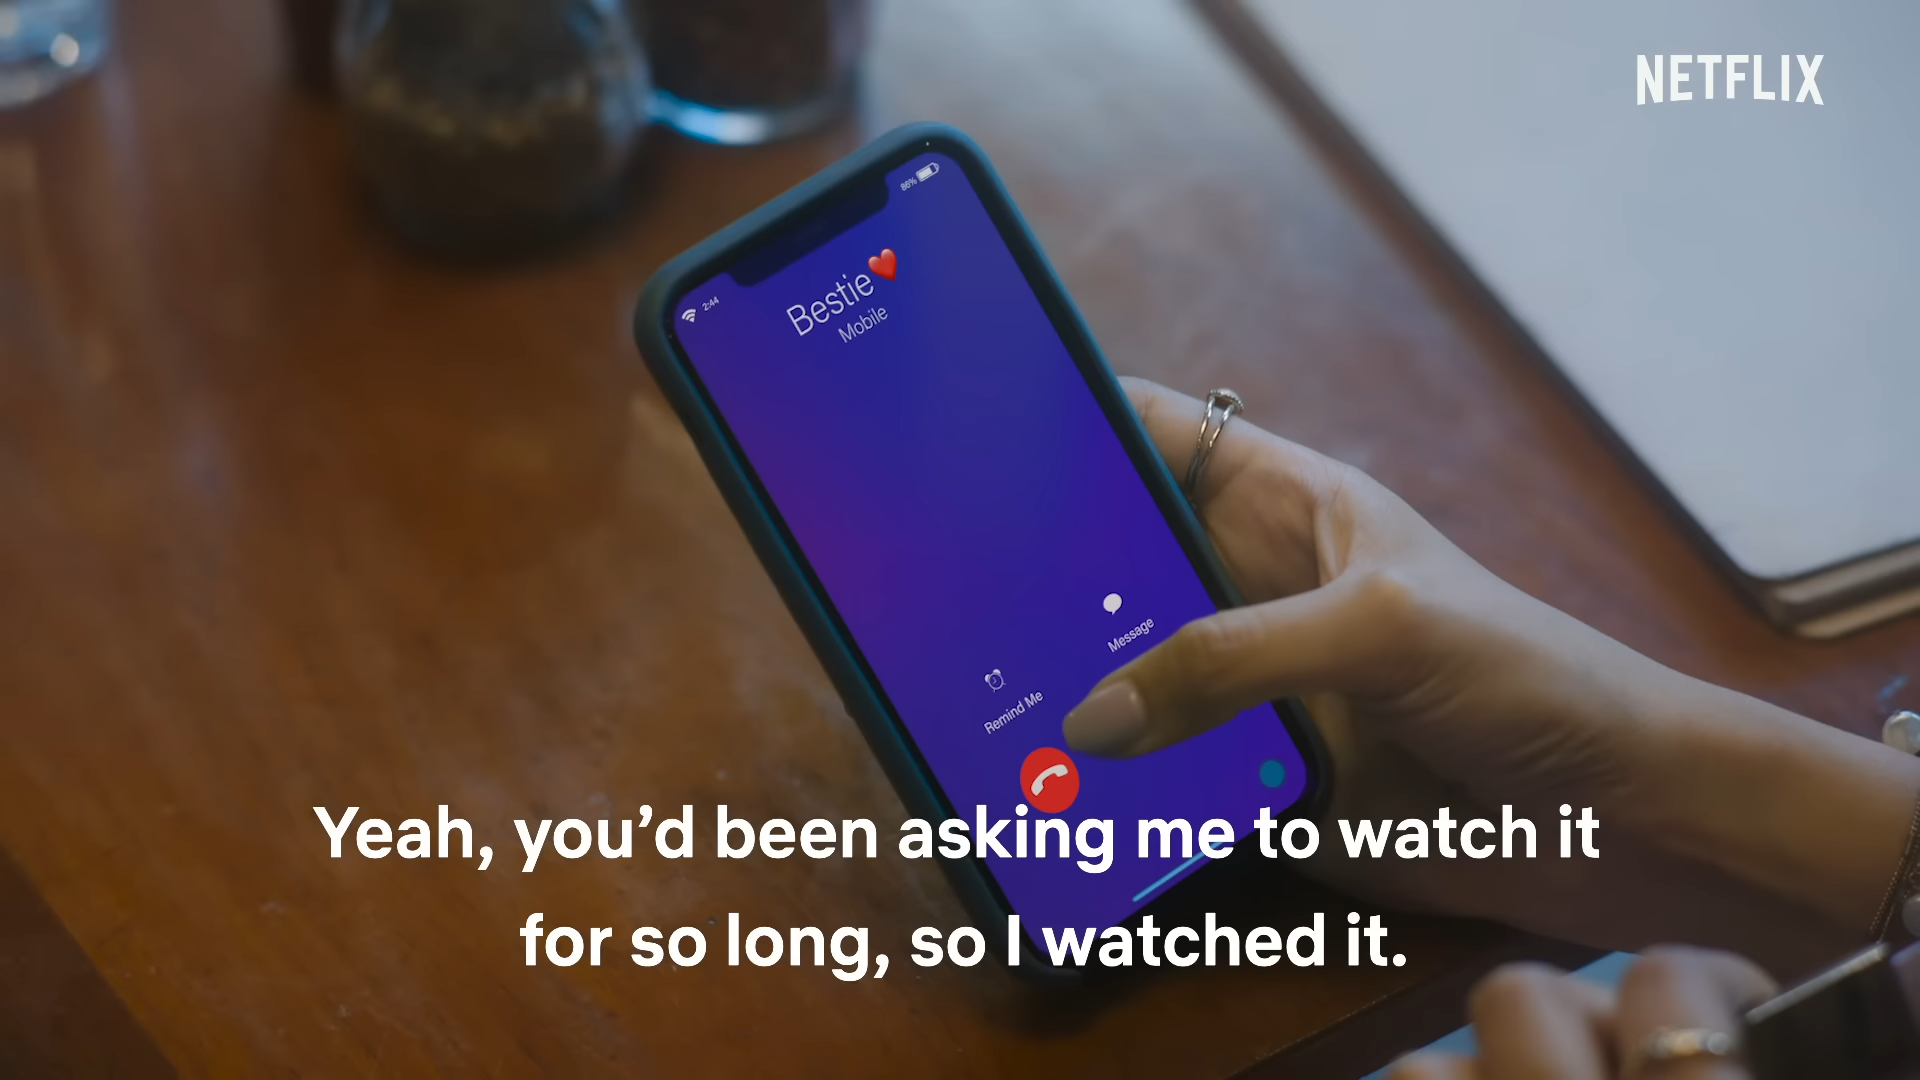 NETFLIX
86%
2:44
Bestie❤️
Mobile
Message
Remind Me
Yeah, you’d been asking me to watch it
for so long, so I watched it.